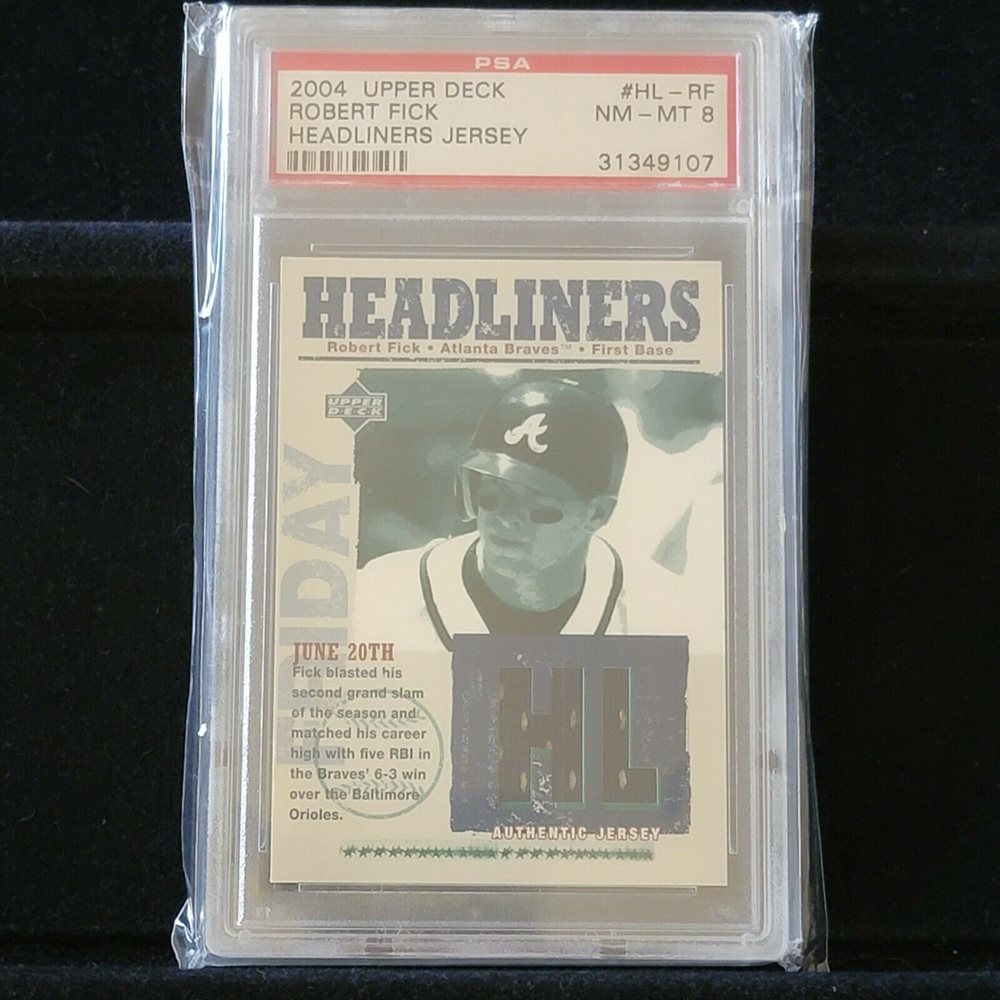 PSA
2004 UPPER DECK #HL-RF
ROBERT FICK NM-MT 8
HEADLINERS JERSEY
31349107
HEADLINERS
Robert Fick • Atlanta Braves™ • First Base
UPPER
DECK
A
FRIDAY
JUNE 20TH
Fick blasted his
second grand slam
of the season and
matched his career
high with five RBI in
the Braves' 6-3 win
over the Baltimore
Orioles.
HL
AUTHENTIC JERSEY